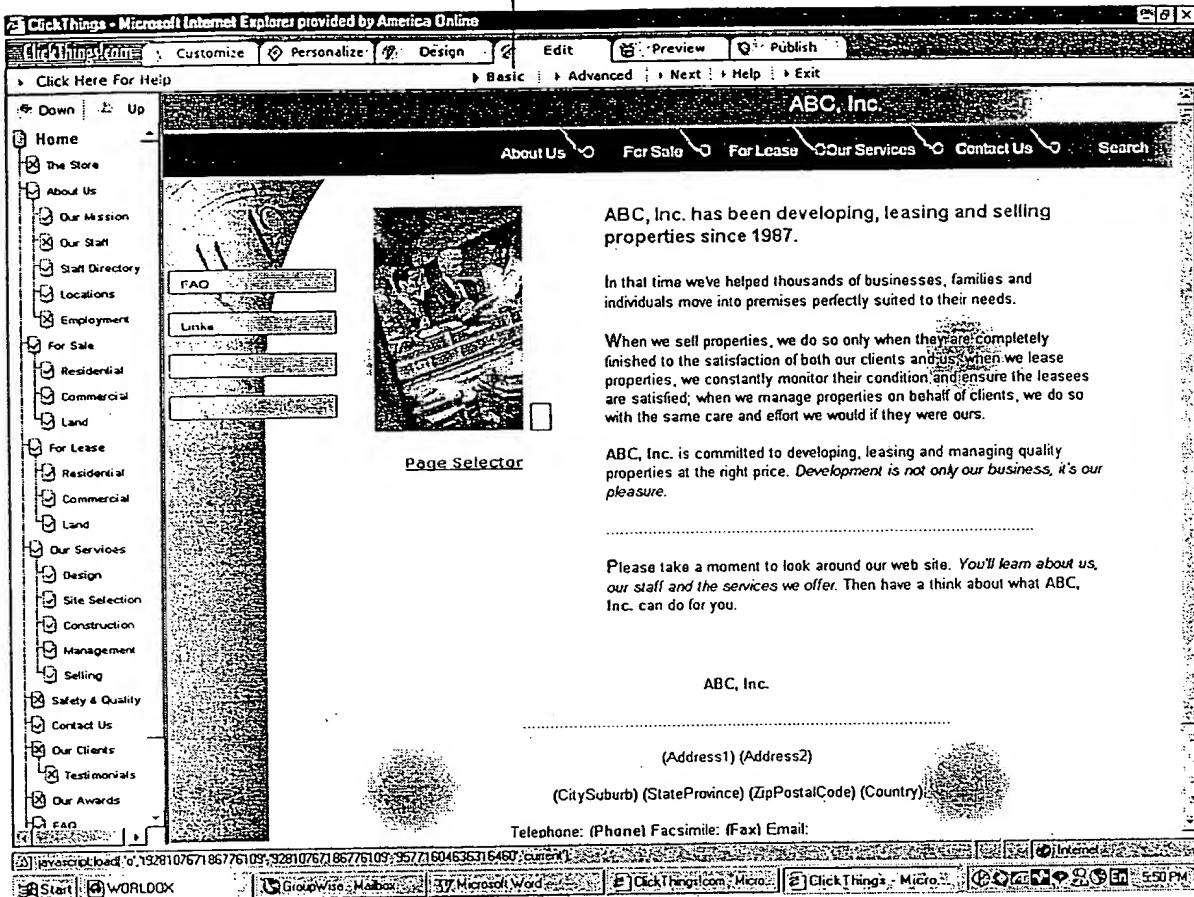 ClickThings - Microsoft Internet Explorer provided by America Online
ClickThings.com Customize Personalize Design Edit Preview Publish
Click Here For Help Basic Advanced Next Help Exit
Down Up
Home
The Store
About Us
Our Mission
Our Staff
Staff Directory
Locations
Employment
For Sale
Residential
Commercial
Land
For Lease
Residential
Commercial
Land
Our Services
Design
Site Selection
Construction
Management
Selling
Safety & Quality
Contact Us
Our Clients
Testimonials
Our Awards
FAQ
ABC, Inc.
About Us For Sale For Lease Our Services Contact Us Search
FAQ
Links
Page Selector
ABC, Inc. has been developing, leasing and selling
properties since 1987.
In that time we've helped thousands of businesses, families and
individuals move into premises perfectly suited to their needs.
When we sell properties, we do so only when they are completely
finished to the satisfaction of both our clients and us; when we lease
properties, we constantly monitor their condition and ensure the leasees
are satisfied; when we manage properties on behalf of clients, we do so
with the same care and effort we would if they were ours.
ABC, Inc. is committed to developing, leasing and managing quality
properties at the right price. Development is not only our business, it's our
pleasure.
Please take a moment to look around our web site. You'll learn about us,
our staff and the services we offer. Then have a think about what ABC,
Inc. can do for you.
ABC, Inc.
(Address1) (Address2)
(CitySuburb) (StateProvince) (ZipPostalCode) (Country)
Telephone: (Phone) Facsimile: (Fax) Email:
Internet
Start WORLDOX GroupWise - Mailbox Microsoft Word ClickThings.com - Micro... ClickThings - Micro... 5:50 PM